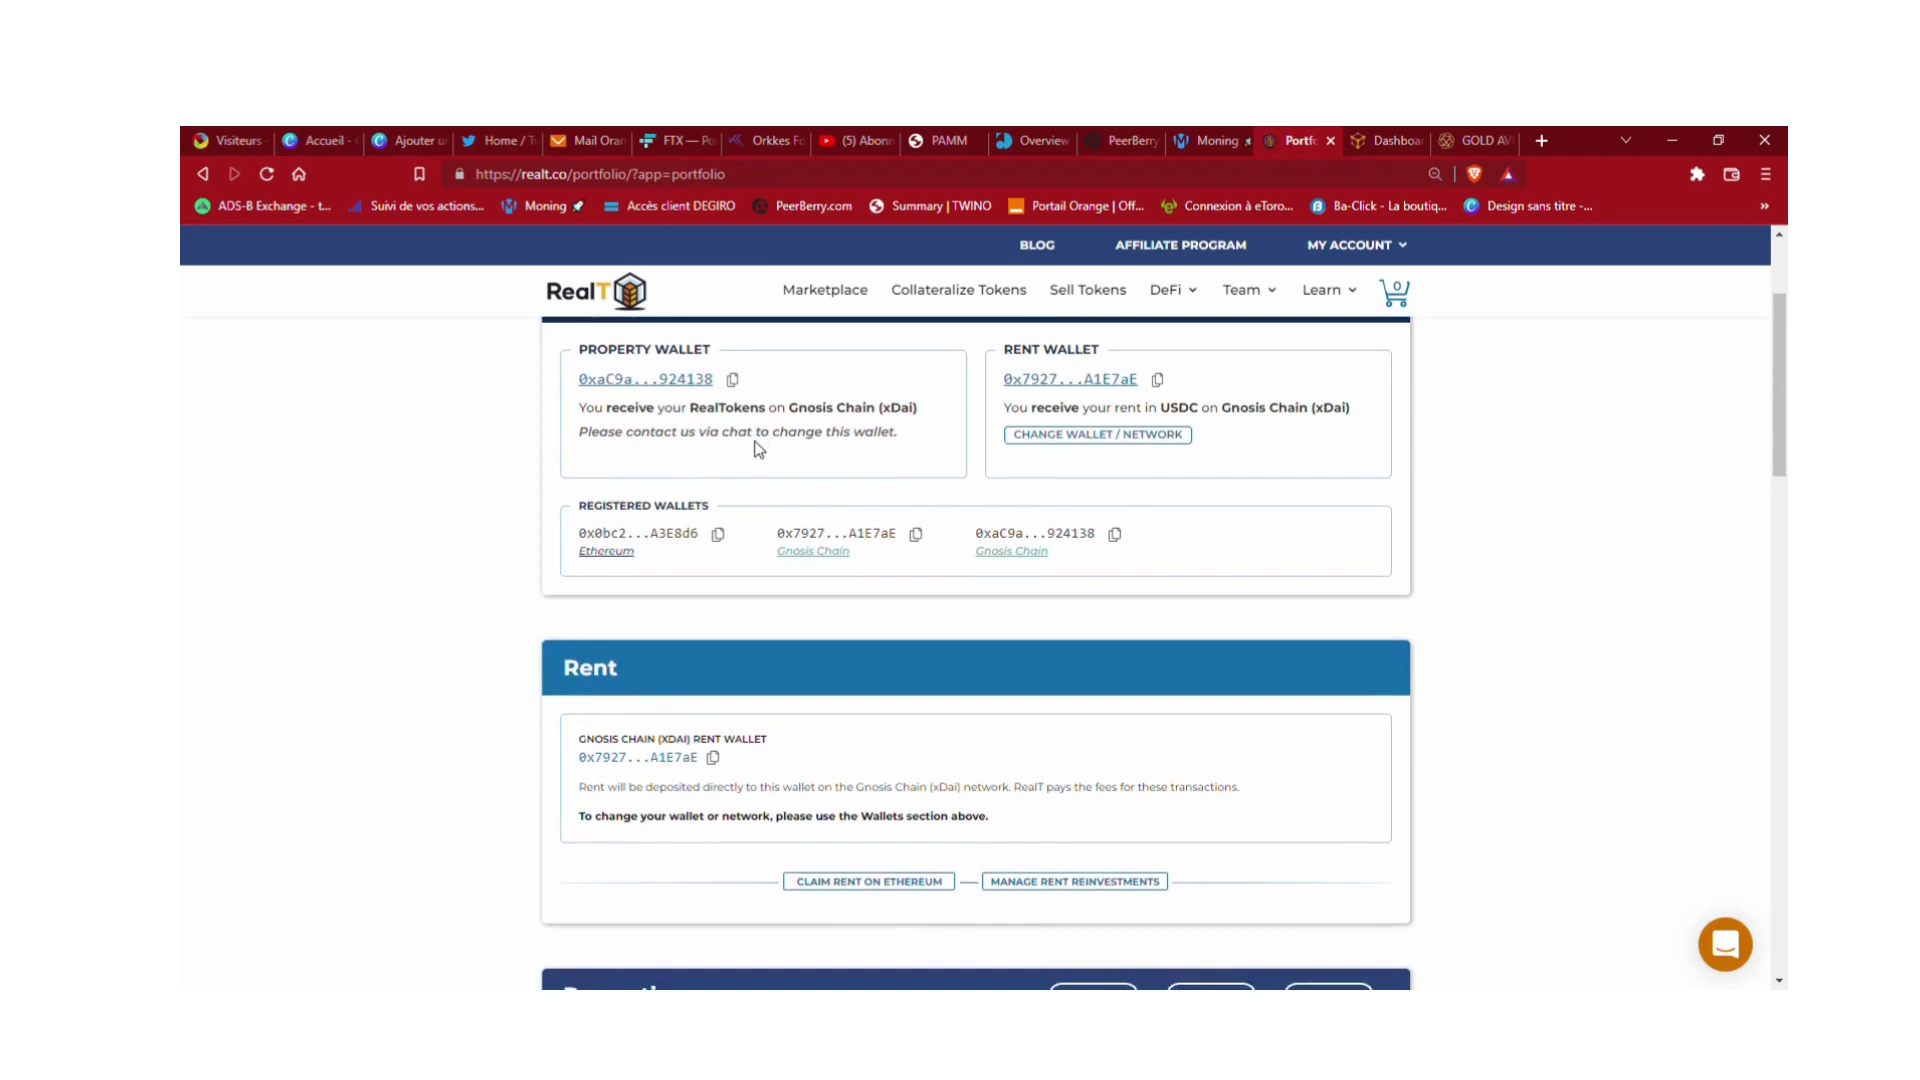 Visiteurs
Accueil -
Ajouter u
Home / T
Mail Oran
FTX — Po
Orkkes Fo
(5) Abonn
PAMM
Overview
PeerBerry
Moning
Portfo
Dashboar
GOLD AV
https://realt.co/portfolio/?app=portfolio
ADS-B Exchange - t...
Suivi de vos actions...
Moning
Accès client DEGIRO
PeerBerry.com
Summary | TWINO
Portail Orange | Off...
Connexion à eToro...
Ba-Click - La boutiq...
Design sans titre -...
BLOG
AFFILIATE PROGRAM
MY ACCOUNT
RealT
Marketplace
Collateralize Tokens
Sell Tokens
DeFi
Team
Learn
0
PROPERTY WALLET
0xaC9a...924138
You receive your RealTokens on Gnosis Chain (xDai)
Please contact us via chat to change this wallet.
RENT WALLET
0x7927...A1E7aE
You receive your rent in USDC on Gnosis Chain (xDai)
CHANGE WALLET / NETWORK
REGISTERED WALLETS
0x0bc2...A3E8d6
Ethereum
0x7927...A1E7aE
Gnosis Chain
0xaC9a...924138
Gnosis Chain
Rent
GNOSIS CHAIN (XDAI) RENT WALLET
0x7927...A1E7aE
Rent will be deposited directly to this wallet on the Gnosis Chain (xDai) network. RealT pays the fees for these transactions.
To change your wallet or network, please use the Wallets section above.
CLAIM RENT ON ETHEREUM
MANAGE RENT REINVESTMENTS